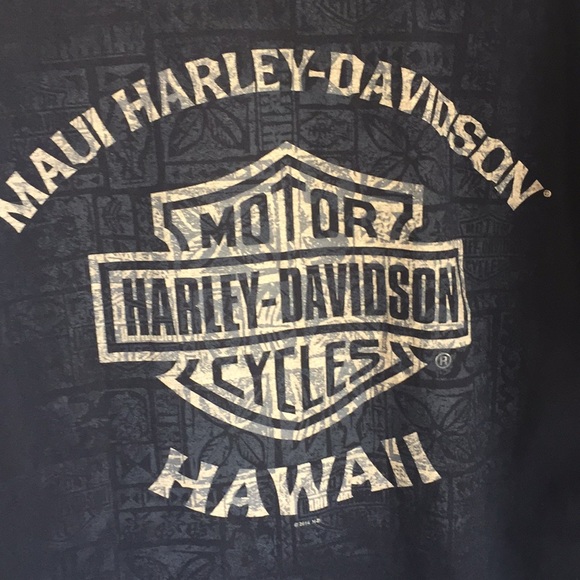 MAUI HARLEY-DAVIDSON®
MOTOR
HARLEY-DAVIDSON
CYCLES
®
HAWAII